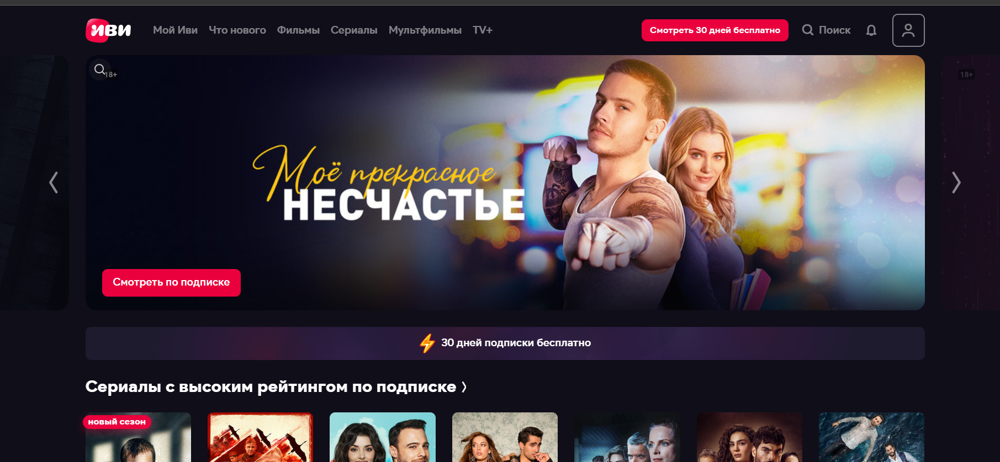 иви
Мой Иви Что нового Фильмы Сериалы Мультфильмы TV+
Смотреть 30 дней бесплатно
Поиск
18+
18+
Моё прекрасное
НЕСЧАСТЬЕ
Смотреть по подписке
30 дней подписки бесплатно
Сериалы с высоким рейтингом по подписке
новый сезон